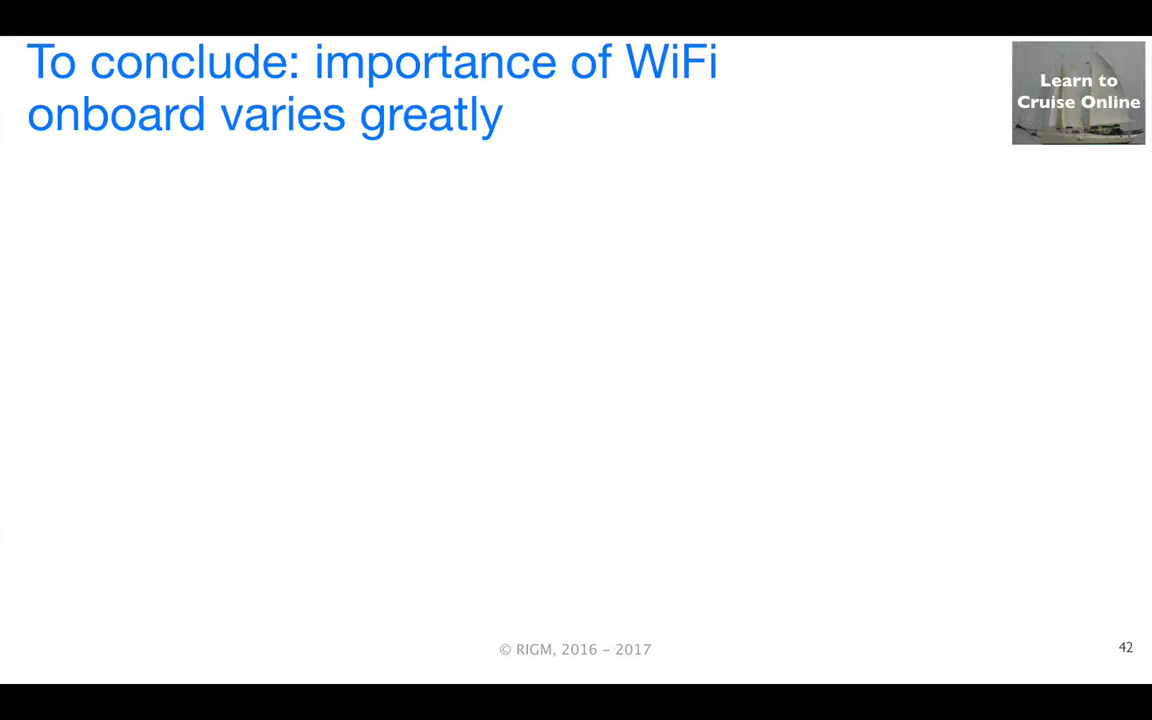 To conclude: importance of WiFi
onboard varies greatly
Learn to
Cruise Online
© RIGM, 2016 – 2017
42